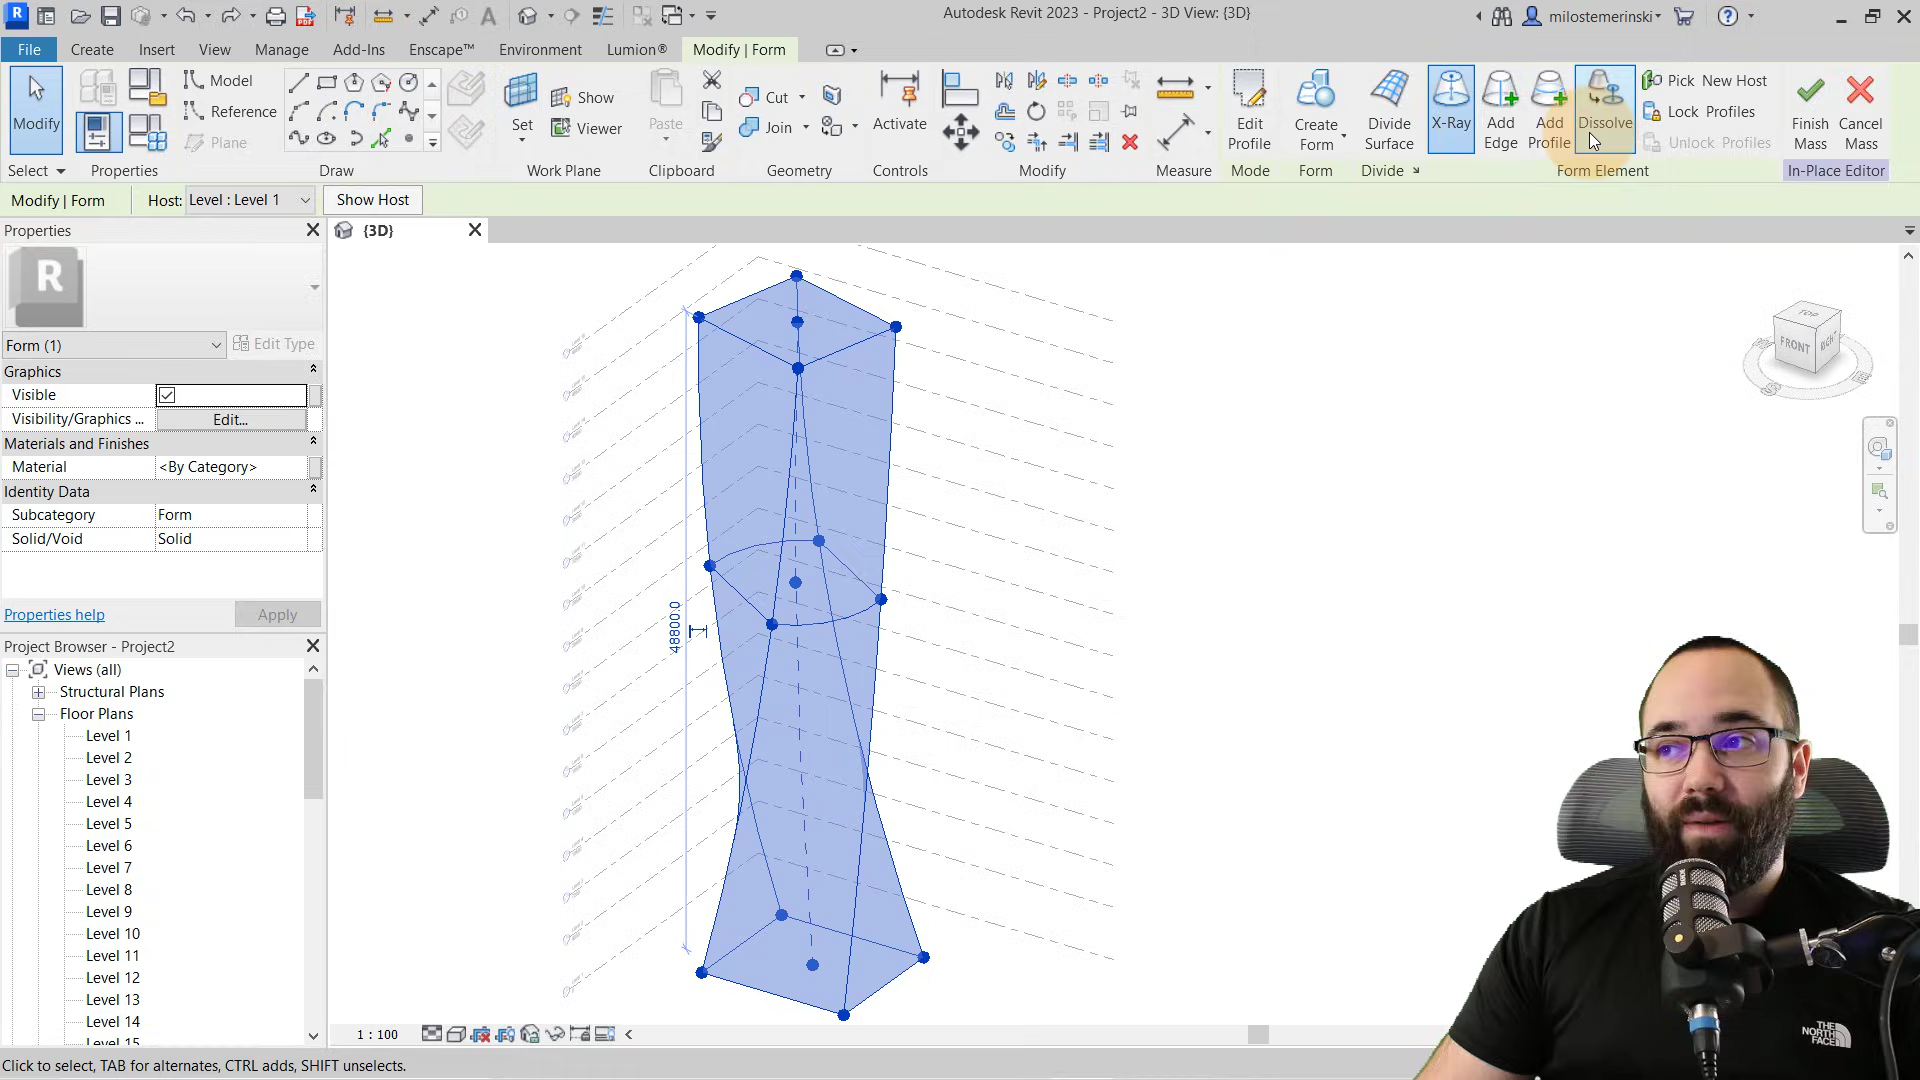 Autodesk Revit 2023 - Project2 - 3D View: {3D}
milostemerinski
File
Create
Insert
View
Manage
Add-Ins
Enscape™
Environment
Lumion®
Modify | Form
Modify
Model
Reference
Plane
Set
Show
Viewer
Paste
Cut
Join
Activate
Edit
Profile
Create
Form
Divide
Surface
X-Ray
Add
Edge
Add
Profile
Dissolve
Pick New Host
Lock Profiles
Unlock Profiles
Finish
Mass
Cancel
Mass
Select
Properties
Draw
Work Plane
Clipboard
Geometry
Controls
Modify
Measure
Mode
Form
Divide
Form Element
In-Place Editor
Modify | Form
Host: Level : Level 1
Show Host
Properties
{3D}
R
Form (1)
Edit Type
Graphics
Visible
Visibility/Graphics ...
Edit...
Materials and Finishes
Material
<By Category>
Identity Data
Subcategory
Form
Solid/Void
Solid
Properties help
Apply
Project Browser - Project2
Views (all)
Structural Plans
Floor Plans
Level 1
Level 2
Level 3
Level 4
Level 5
Level 6
Level 7
Level 8
Level 9
Level 10
Level 11
Level 12
Level 13
Level 14
Level 15
48800.0
TOP
FRONT
RIGHT
1 : 100
Click to select, TAB for alternates, CTRL adds, SHIFT unselects.
THE
NORTH
FACE
RØDE